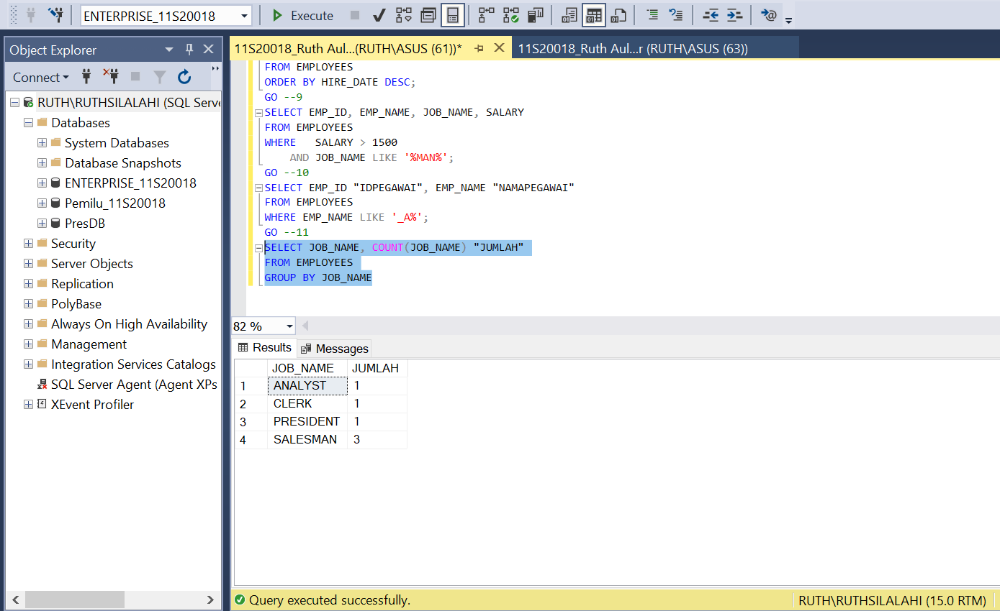 ENTERPRISE_11S20018
Execute
Object Explorer
Connect
RUTH\RUTHSILALAHI (SQL Serve
Databases
System Databases
Database Snapshots
ENTERPRISE_11S20018
Pemilu_11S20018
PresDB
Security
Server Objects
Replication
PolyBase
Always On High Availability
Management
Integration Services Catalogs
SQL Server Agent (Agent XPs
XEvent Profiler
11S20018_Ruth Aul...(RUTH\ASUS (61))*
11S20018_Ruth Aul...r (RUTH\ASUS (63))
FROM EMPLOYEES
ORDER BY HIRE_DATE DESC;
GO --9
SELECT EMP_ID, EMP_NAME, JOB_NAME, SALARY
FROM EMPLOYEES
WHERE   SALARY > 1500
    AND JOB_NAME LIKE '%MAN%';
GO --10
SELECT EMP_ID "IDPEGAWAI", EMP_NAME "NAMAPEGAWAI"
FROM EMPLOYEES
WHERE EMP_NAME LIKE '_A%';
GO --11
SELECT JOB_NAME, COUNT(JOB_NAME) "JUMLAH"
FROM EMPLOYEES
GROUP BY JOB_NAME
82 %
Results Messages
JOB_NAME JUMLAH
1 ANALYST 1
2 CLERK 1
3 PRESIDENT 1
4 SALESMAN 3
Query executed successfully.
RUTH\RUTHSILALAHI (15.0 RTM)